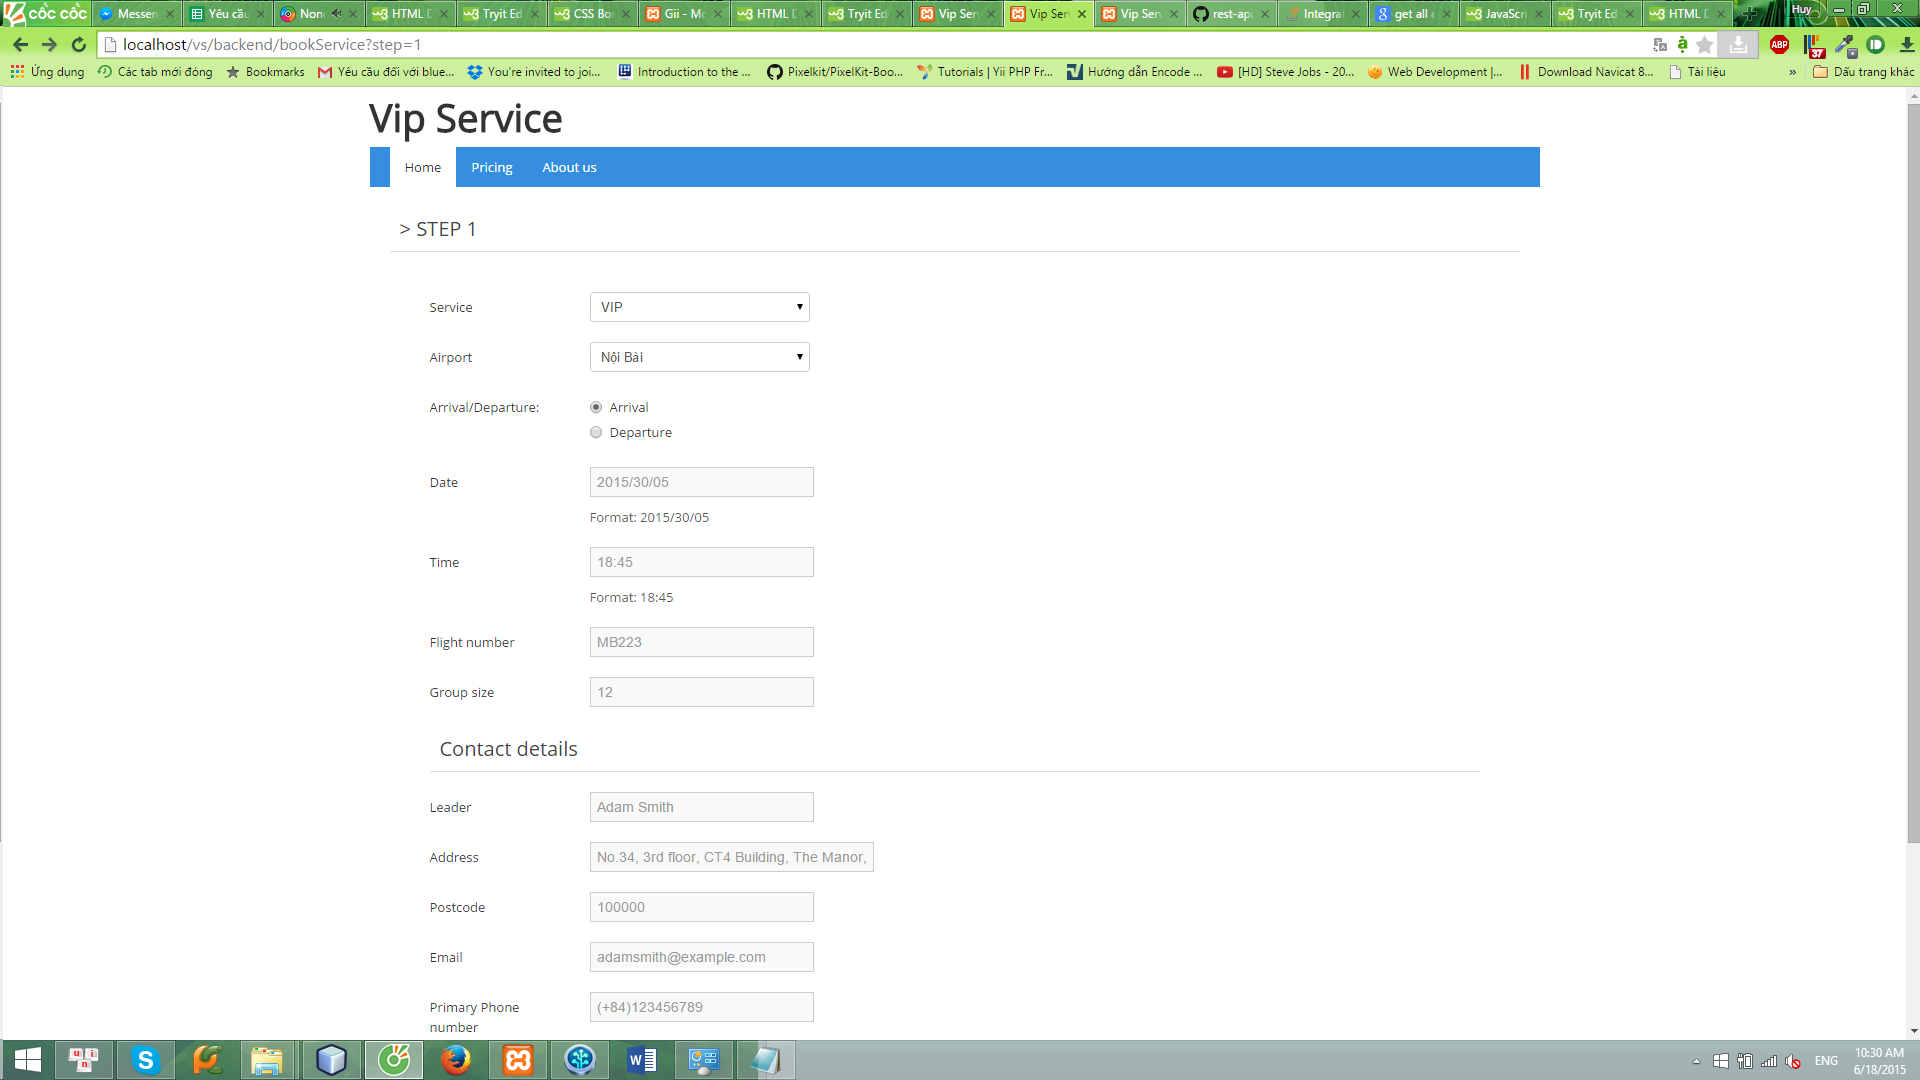 cốc cốc
Messen
Yêu cầu
Nonc
HTML D
Tryit Ed
CSS Bo
Gii - Mo
HTML D
Tryit Ed
Vip Ser
Vip Ser
Vip Ser
rest-api
Integrat
get all e
JavaScri
Tryit Ed
HTML D
Huy
localhost/vs/backend/bookService?step=1
ABP
37
Ứng dụng
Các tab mới đóng
Bookmarks
Yêu cầu đối với blue...
You're invited to joi...
Introduction to the ...
Pixelkit/PixelKit-Boo...
Tutorials | Yii PHP Fr...
Hướng dẫn Encode ...
[HD] Steve Jobs - 20...
Web Development |...
Download Navicat 8...
Tài liệu
»
Dấu trang khác
Vip Service
Home
Pricing
About us
> STEP 1
Service
VIP
Airport
Nội Bài
Arrival/Departure:
Arrival
Departure
Date
2015/30/05
Format: 2015/30/05
Time
18:45
Format: 18:45
Flight number
MB223
Group size
12
Contact details
Leader
Adam Smith
Address
No.34, 3rd floor, CT4 Building, The Manor,
Postcode
100000
Email
adamsmith@example.com
Primary Phone
number
(+84)123456789
ENG
10:30 AM
6/18/2015